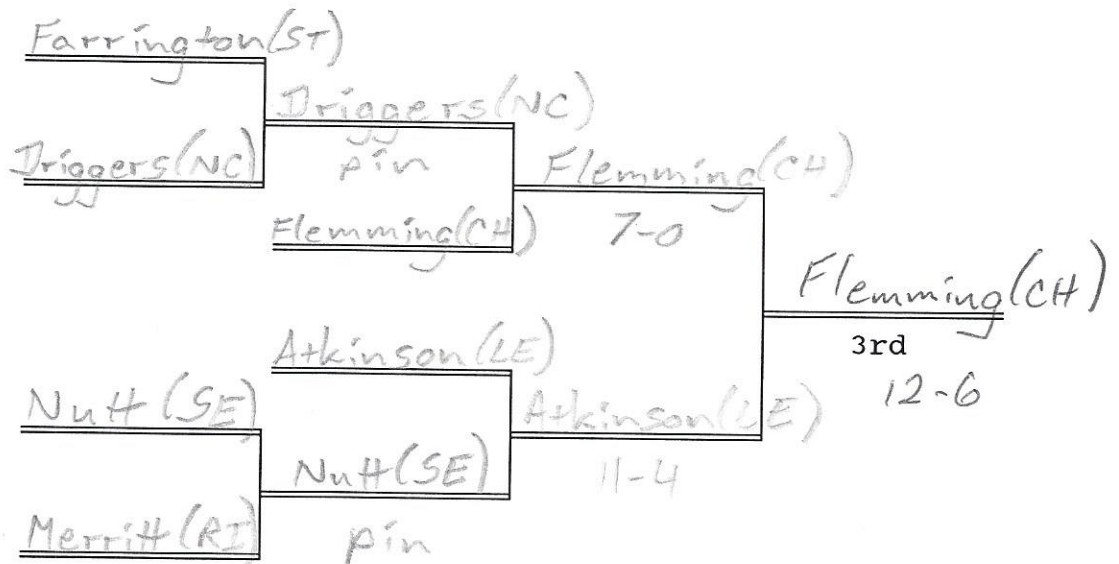 Farrington(ST)
Driggers(NC)
Driggers(NC)
pin
Flemming(CH)
Flemming(CH)
7-0
Flemming(CH)
3rd
12-6
Atkinson(LE)
Atkinson(LE)
11-4
Nutt(SE)
Nutt(SE)
pin
Merritt(RI)